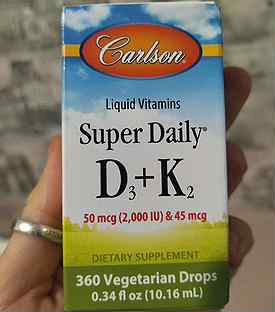 Carlson®
Liquid Vitamins
Super Daily®
D₃+K₂
50 mcg (2,000 IU) & 45 mcg
DIETARY SUPPLEMENT
360 Vegetarian Drops
0.34 fl oz (10.16 mL)